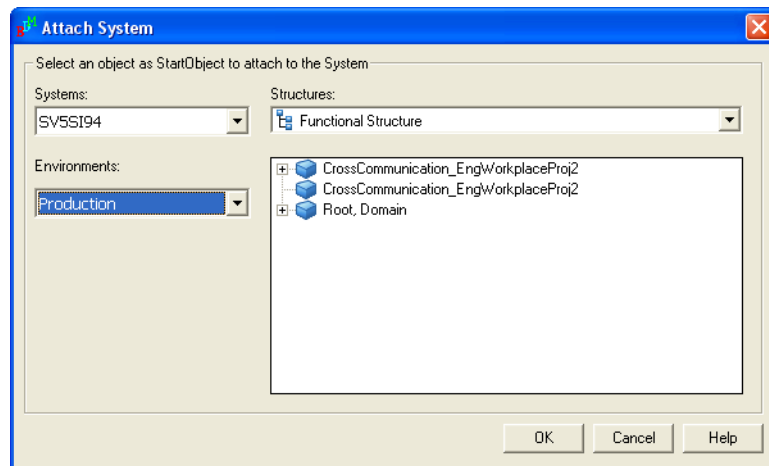 Attach System
Select an object as StartObject to attach to the System
Systems:
Structures:
SV5SI94
Functional Structure
Environments:
Production
CrossCommunication_EngWorkplaceProj2
CrossCommunication_EngWorkplaceProj2
Root, Domain
OK
Cancel
Help